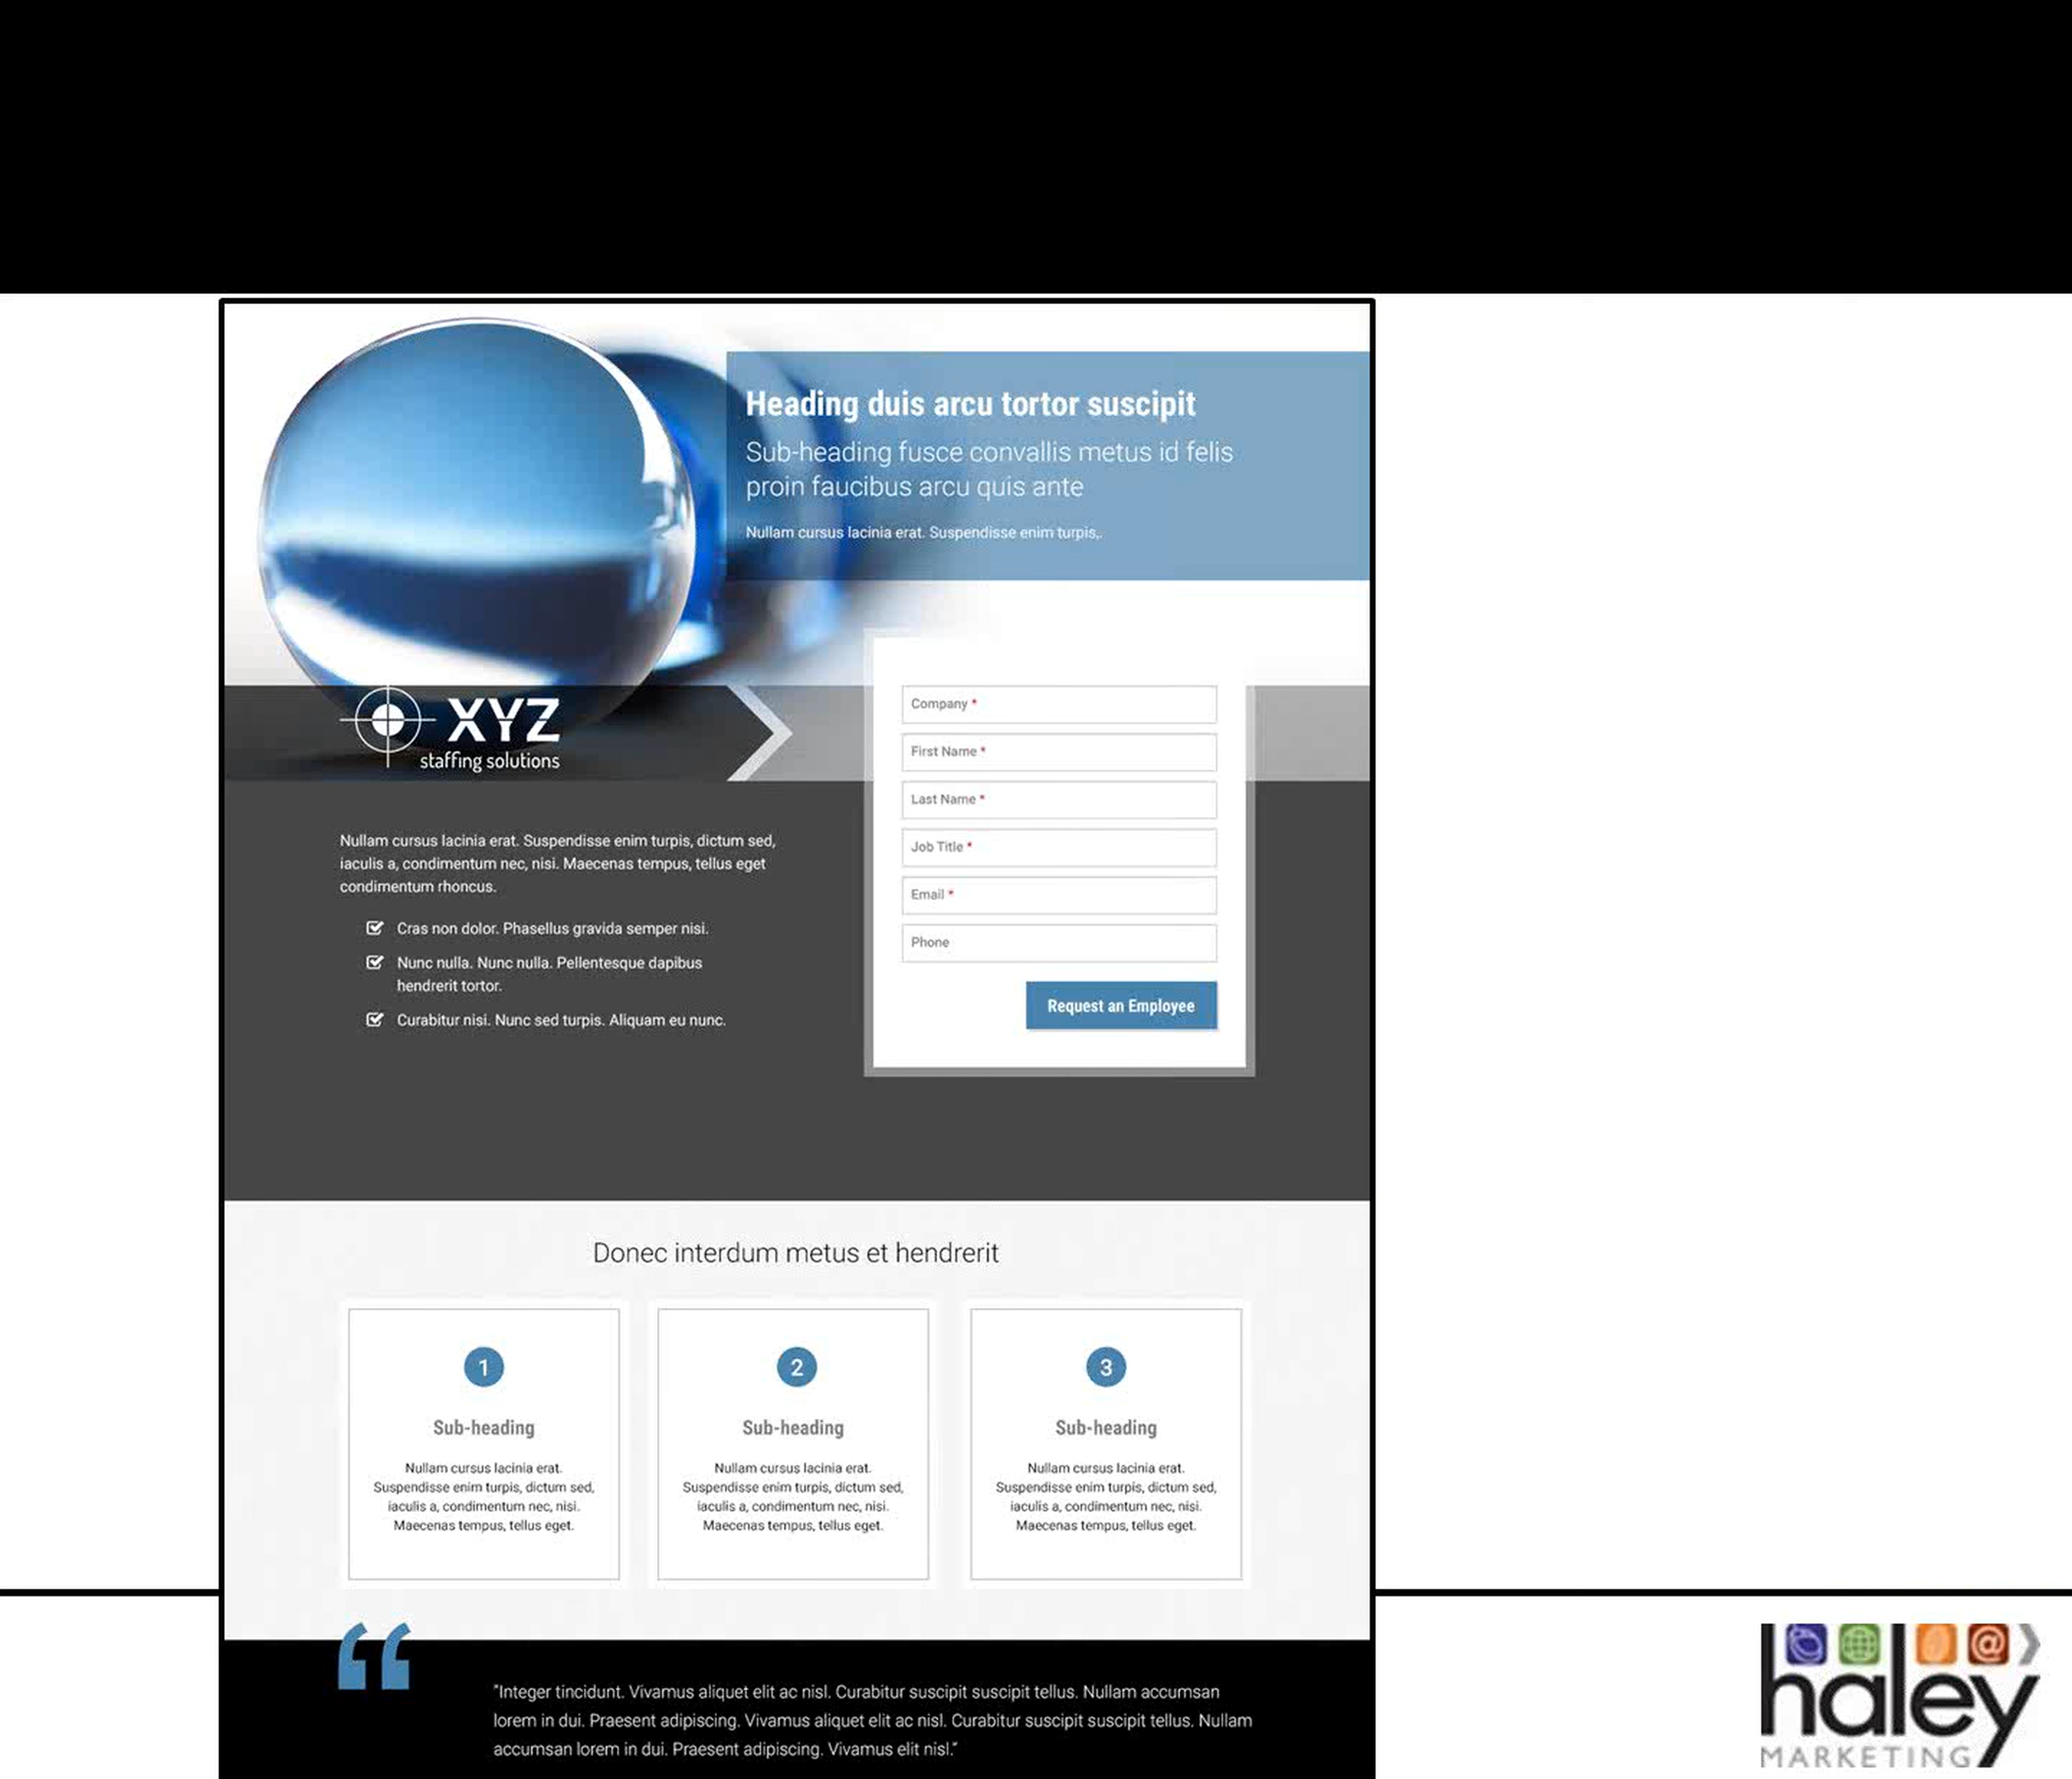 Heading duis arcu tortor suscipit
Sub-heading fusce convallis metus id felis
proin faucibus arcu quis ante
Nullam cursus lacinia erat. Suspendisse enim turpis,.
XYZ
staffing solutions
Nullam cursus lacinia erat. Suspendisse enim turpis, dictum sed,
iaculis a, condimentum nec, nisi. Maecenas tempus, tellus eget
condimentum rhoncus.
Cras non dolor. Phasellus gravida semper nisi.
Nunc nulla. Nunc nulla. Pellentesque dapibus
hendrerit tortor.
Curabitur nisi. Nunc sed turpis. Aliquam eu nunc.
Company *
First Name *
Last Name *
Job Title *
Email *
Phone
Request an Employee
Donec interdum metus et hendrerit
1
Sub-heading
Nullam cursus lacinia erat.
Suspendisse enim turpis, dictum sed,
iaculis a, condimentum nec, nisi.
Maecenas tempus, tellus eget.
2
Sub-heading
Nullam cursus lacinia erat.
Suspendisse enim turpis, dictum sed,
iaculis a, condimentum nec, nisi.
Maecenas tempus, tellus eget.
3
Sub-heading
Nullam cursus lacinia erat.
Suspendisse enim turpis, dictum sed,
iaculis a, condimentum nec, nisi.
Maecenas tempus, tellus eget.
“
"Integer tincidunt. Vivamus aliquet elit ac nisl. Curabitur suscipit suscipit tellus. Nullam accumsan
lorem in dui. Praesent adipiscing. Vivamus aliquet elit ac nisl. Curabitur suscipit suscipit tellus. Nullam
accumsan lorem in dui. Praesent adipiscing. Vivamus elit nisl."
@
haley
MARKETING